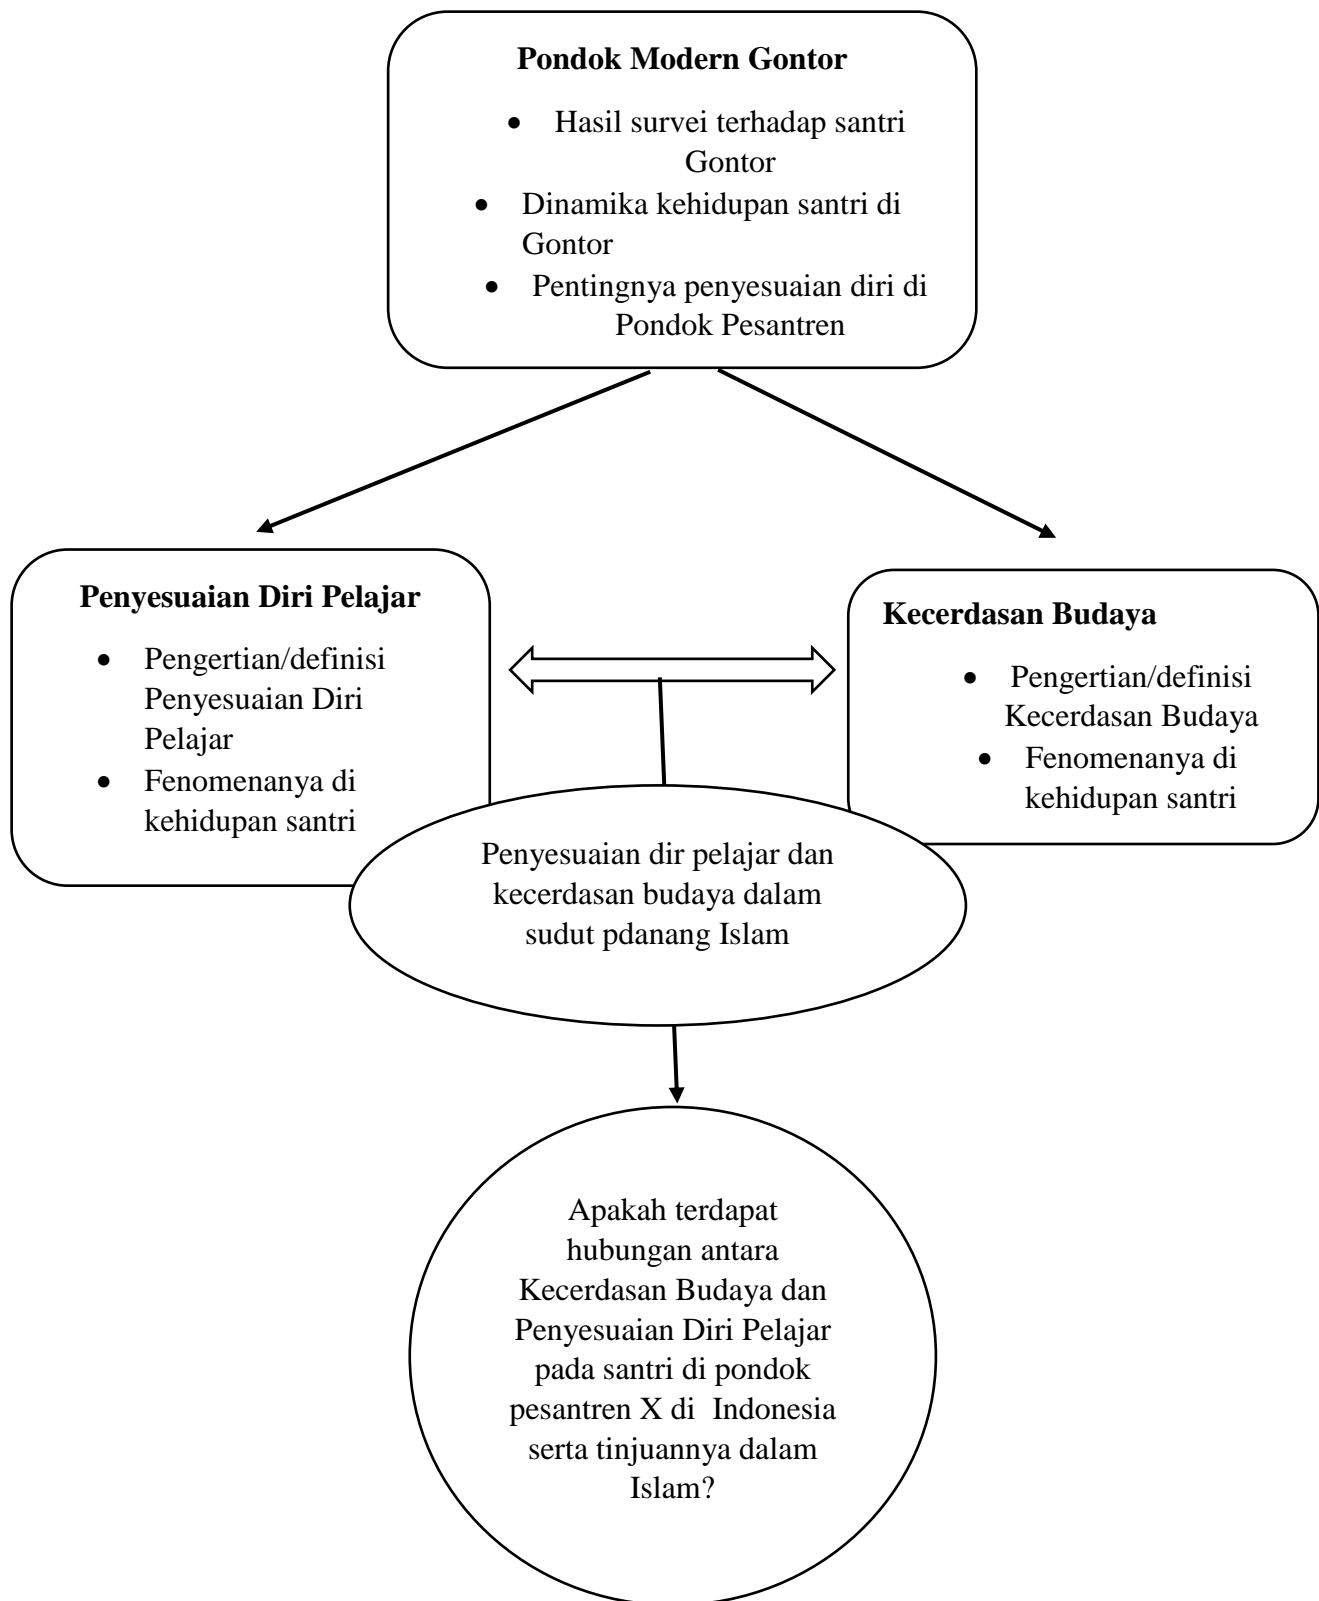 Pondok Modern Gontor
• Hasil survei terhadap santri
Gontor
• Dinamika kehidupan santri di
Gontor
• Pentingnya penyesuaian diri di
Pondok Pesantren
Penyesuaian Diri Pelajar
• Pengertian/definisi
Penyesuaian Diri
Pelajar
• Fenomenanya di
kehidupan santri
Kecerdasan Budaya
• Pengertian/definisi
Kecerdasan Budaya
• Fenomenanya di
kehidupan santri
Penyesuaian dir pelajar dan
kecerdasan budaya dalam
sudut pdanang Islam
Apakah terdapat
hubungan antara
Kecerdasan Budaya dan
Penyesuaian Diri Pelajar
pada santri di pondok
pesantren X di  Indonesia
serta tinjuannya dalam
Islam?